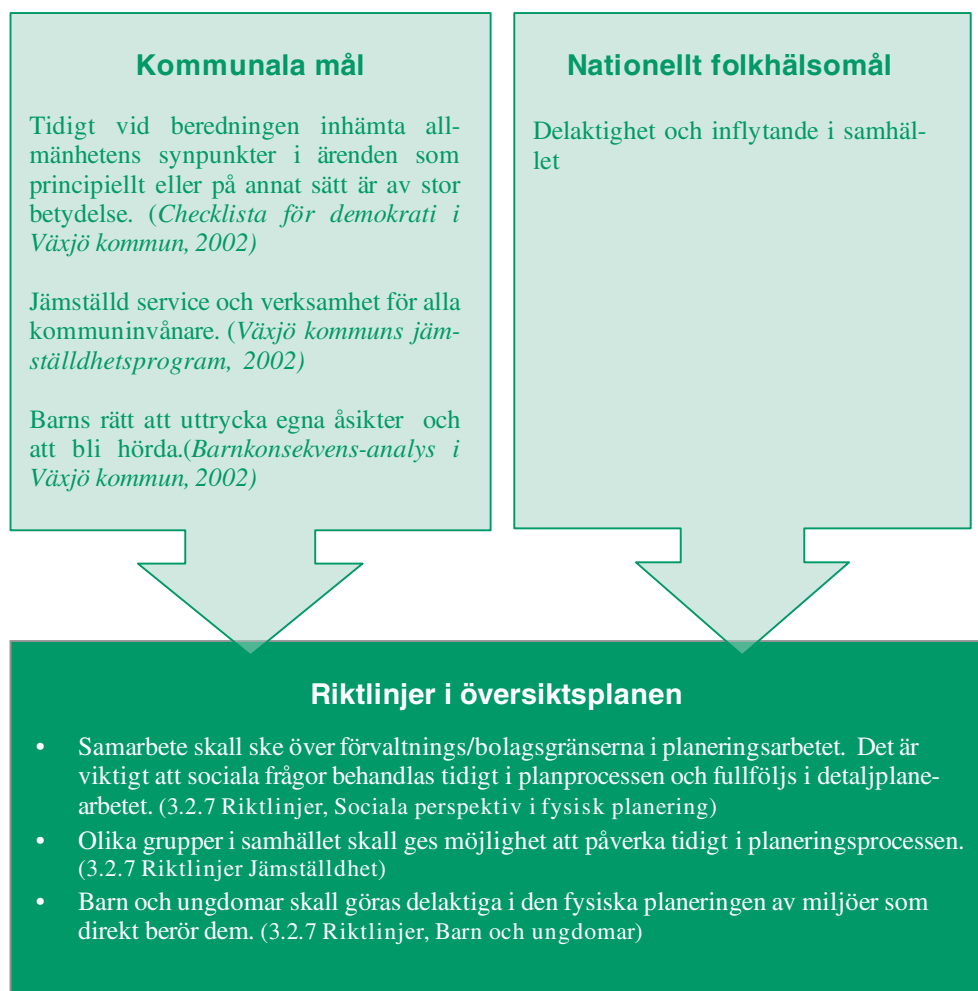 Kommunala mål
Tidigt vid beredningen inhämta all-
mänhetens synpunkter i ärenden som
principiellt eller på annat sätt är av stor
betydelse. (Checklista för demokrati i
Växjö kommun, 2002)
Jämställd service och verksamhet för alla
kommuninvånare. (Växjö kommuns jäm-
ställdhetsprogram, 2002)
Barns rätt att uttrycka egna åsikter och
att bli hörda.(Barnkonsekvens-analys i
Växjö kommun, 2002)
Nationellt folkhälsomål
Delaktighet och inflytande i samhäl-
let
Riktlinjer i översiktsplanen
• Samarbete skall ske över förvaltnings/bolagsgränserna i planeringsarbetet. Det är
viktigt att sociala frågor behandlas tidigt i planprocessen och fullföljs i detaljplane-
arbetet. (3.2.7 Riktlinjer, Sociala perspektiv i fysisk planering)
• Olika grupper i samhället skall ges möjlighet att påverka tidigt i planeringsprocessen.
(3.2.7 Riktlinjer Jämställdhet)
• Barn och ungdomar skall göras delaktiga i den fysiska planeringen av miljöer som
direkt berör dem. (3.2.7 Riktlinjer, Barn och ungdomar)